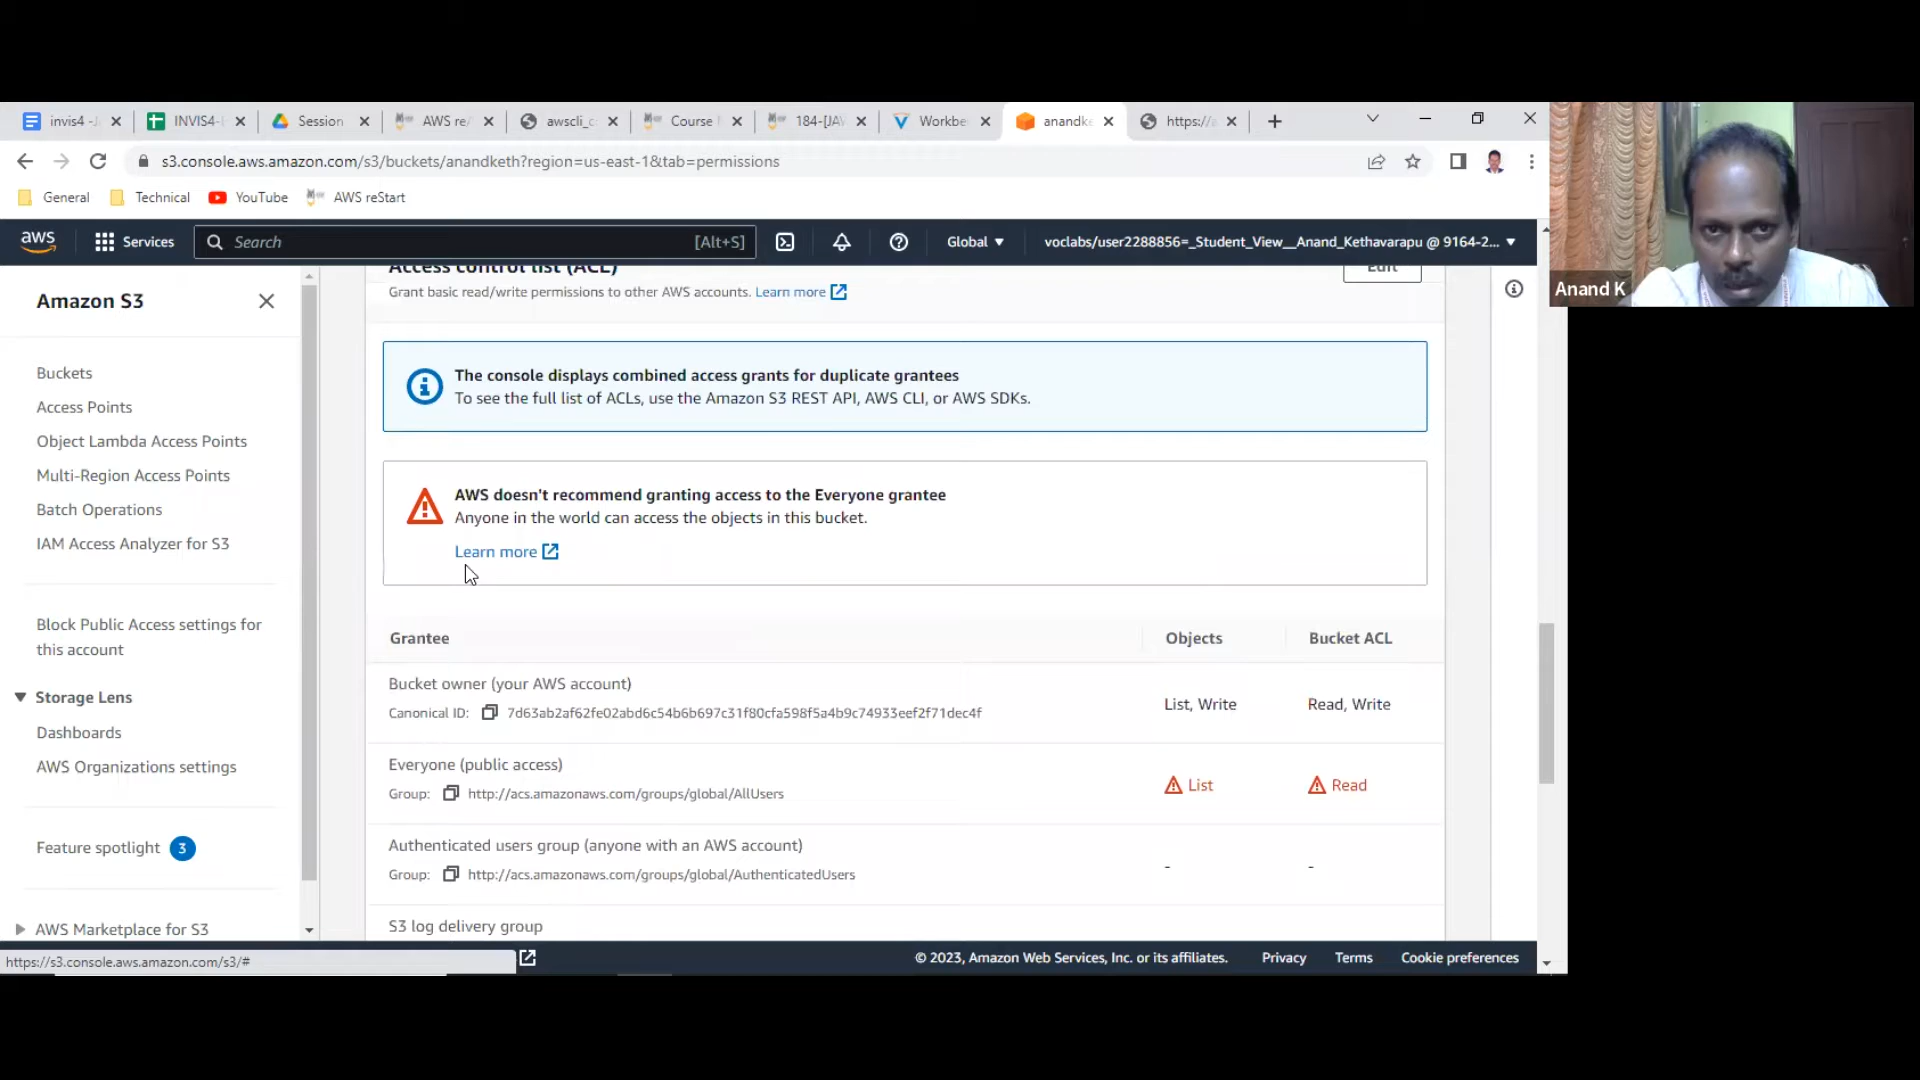 invis4 -J
INVIS4-
Session
AWS re/
awscli_c
Course
184-[JA
Workbe
anandke
https://a
s3.console.aws.amazon.com/s3/buckets/anandketh?region=us-east-1&tab=permissions
General
Technical
YouTube
AWS reStart
aws
Services
Search
[Alt+S]
Global
voclabs/user2288856=_Student_View__Anand_Kethavarapu @ 9164-2...
Anand K
Amazon S3
Buckets
Access Points
Object Lambda Access Points
Multi-Region Access Points
Batch Operations
IAM Access Analyzer for S3
Block Public Access settings for
this account
Storage Lens
Dashboards
AWS Organizations settings
Feature spotlight 3
AWS Marketplace for S3
https://s3.console.aws.amazon.com/s3/#
Access control list (ACL)
Edit
Grant basic read/write permissions to other AWS accounts. Learn more
The console displays combined access grants for duplicate grantees
To see the full list of ACLs, use the Amazon S3 REST API, AWS CLI, or AWS SDKs.
AWS doesn't recommend granting access to the Everyone grantee
Anyone in the world can access the objects in this bucket.
Learn more
Grantee Objects Bucket ACL
Bucket owner (your AWS account)
Canonical ID: 7d63ab2af62fe02abd6c54b6b697c31f80cfa598f5a4b9c74933eef2f71dec4f
List, Write
Read, Write
Everyone (public access)
Group: http://acs.amazonaws.com/groups/global/AllUsers
List
Read
Authenticated users group (anyone with an AWS account)
Group: http://acs.amazonaws.com/groups/global/AuthenticatedUsers
-
-
S3 log delivery group
© 2023, Amazon Web Services, Inc. or its affiliates.
Privacy
Terms
Cookie preferences